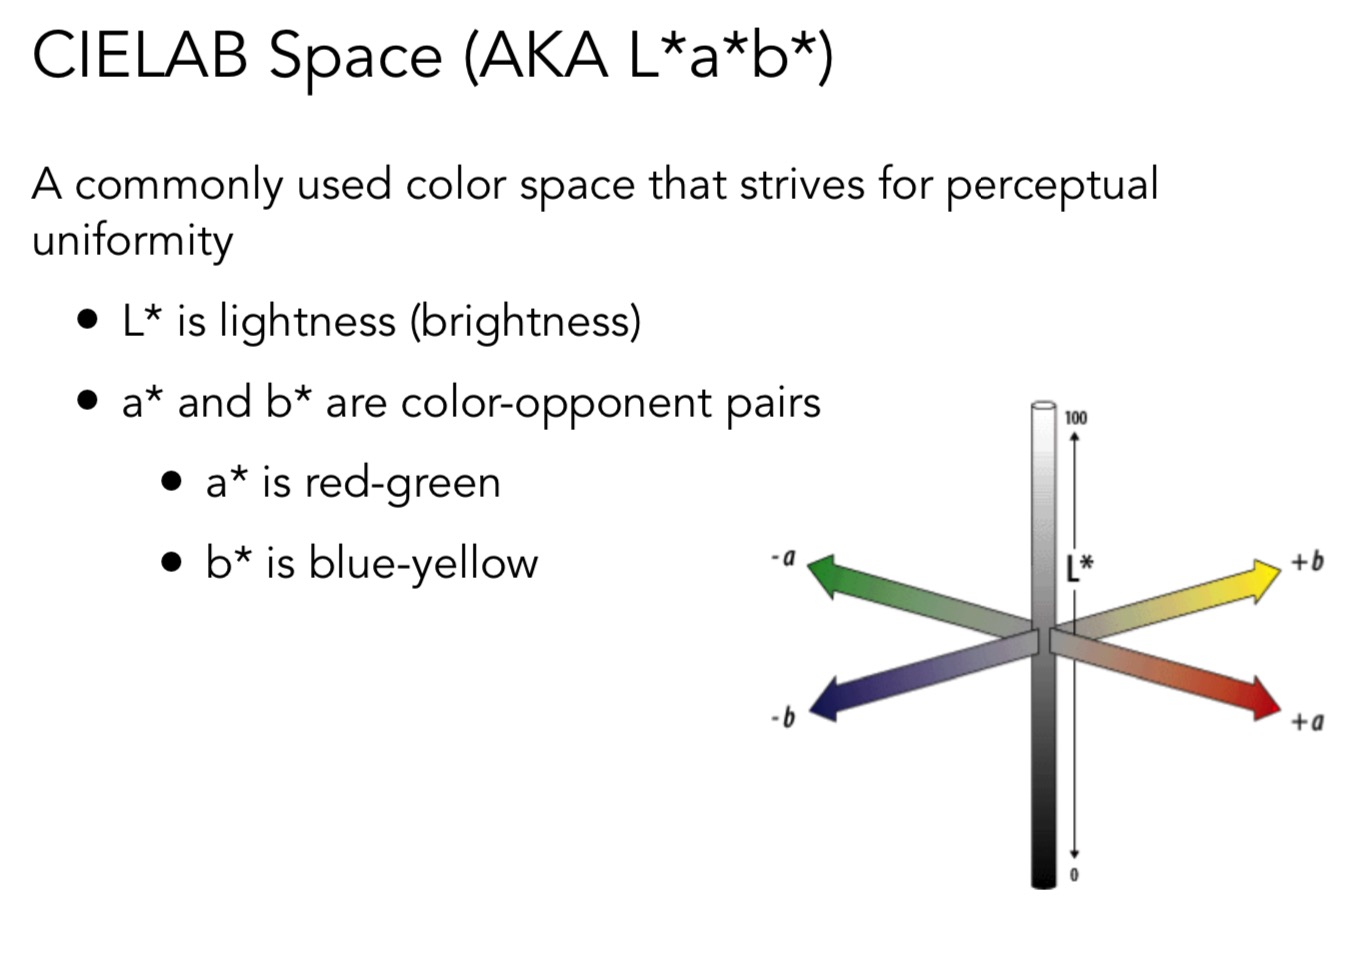 CIELAB Space (AKA L*a*b*)
A commonly used color space that strives for perceptual
uniformity
● L* is lightness (brightness)
● a* and b* are color-opponent pairs
● a* is red-green
● b* is blue-yellow
100
-a
L*
+b
-b
+a
0